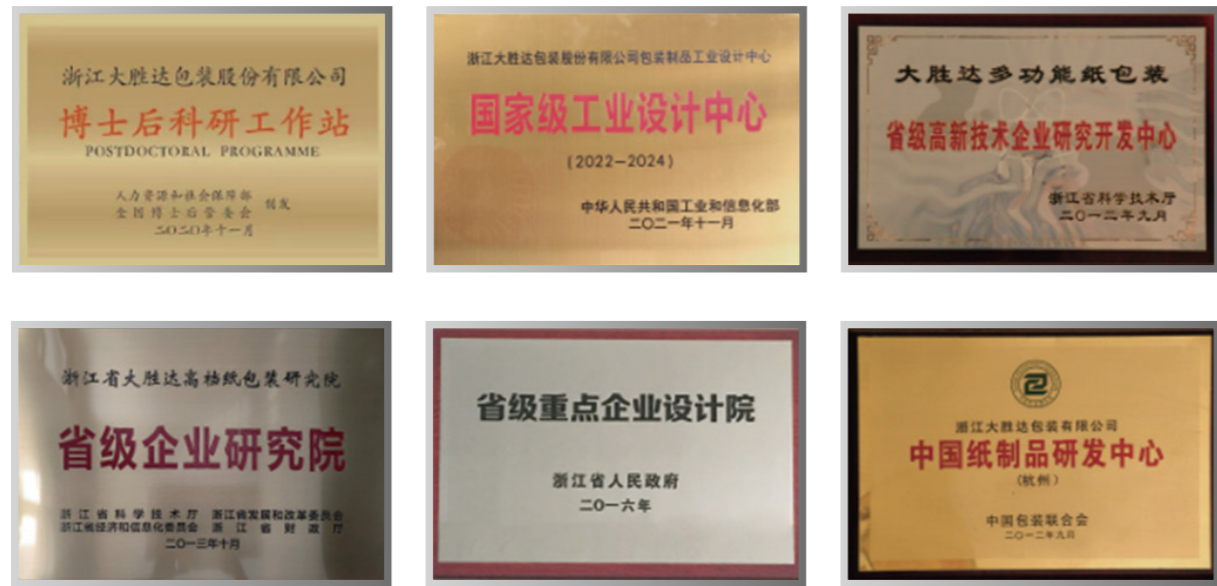 浙江大胜达包装股份有限公司
博士后科研工作站
POSTDOCTORAL PROGRAMME
人力资源和社会保障部
全国博士后管委会
制发
二〇二〇年十一月
浙江大胜达包装股份有限公司包装制品工业设计中心
国家级工业设计中心
(2022—2024)
中华人民共和国工业和信息化部
二〇二一年十一月
大胜达多功能纸包装
省级高新技术企业研究开发中心
浙江省科学技术厅
二〇一二年九月
浙江省大胜达高档纸包装研究院
省级企业研究院
浙江省科学技术厅 浙江省发展和改革委员会
浙江省经济和信息化委员会 浙江省财政厅
二〇一三年十月
省级重点企业设计院
浙江省人民政府
二〇一六年
浙江大胜达包装有限公司
中国纸制品研发中心
(杭州)
中国包装联合会
二〇一二年九月